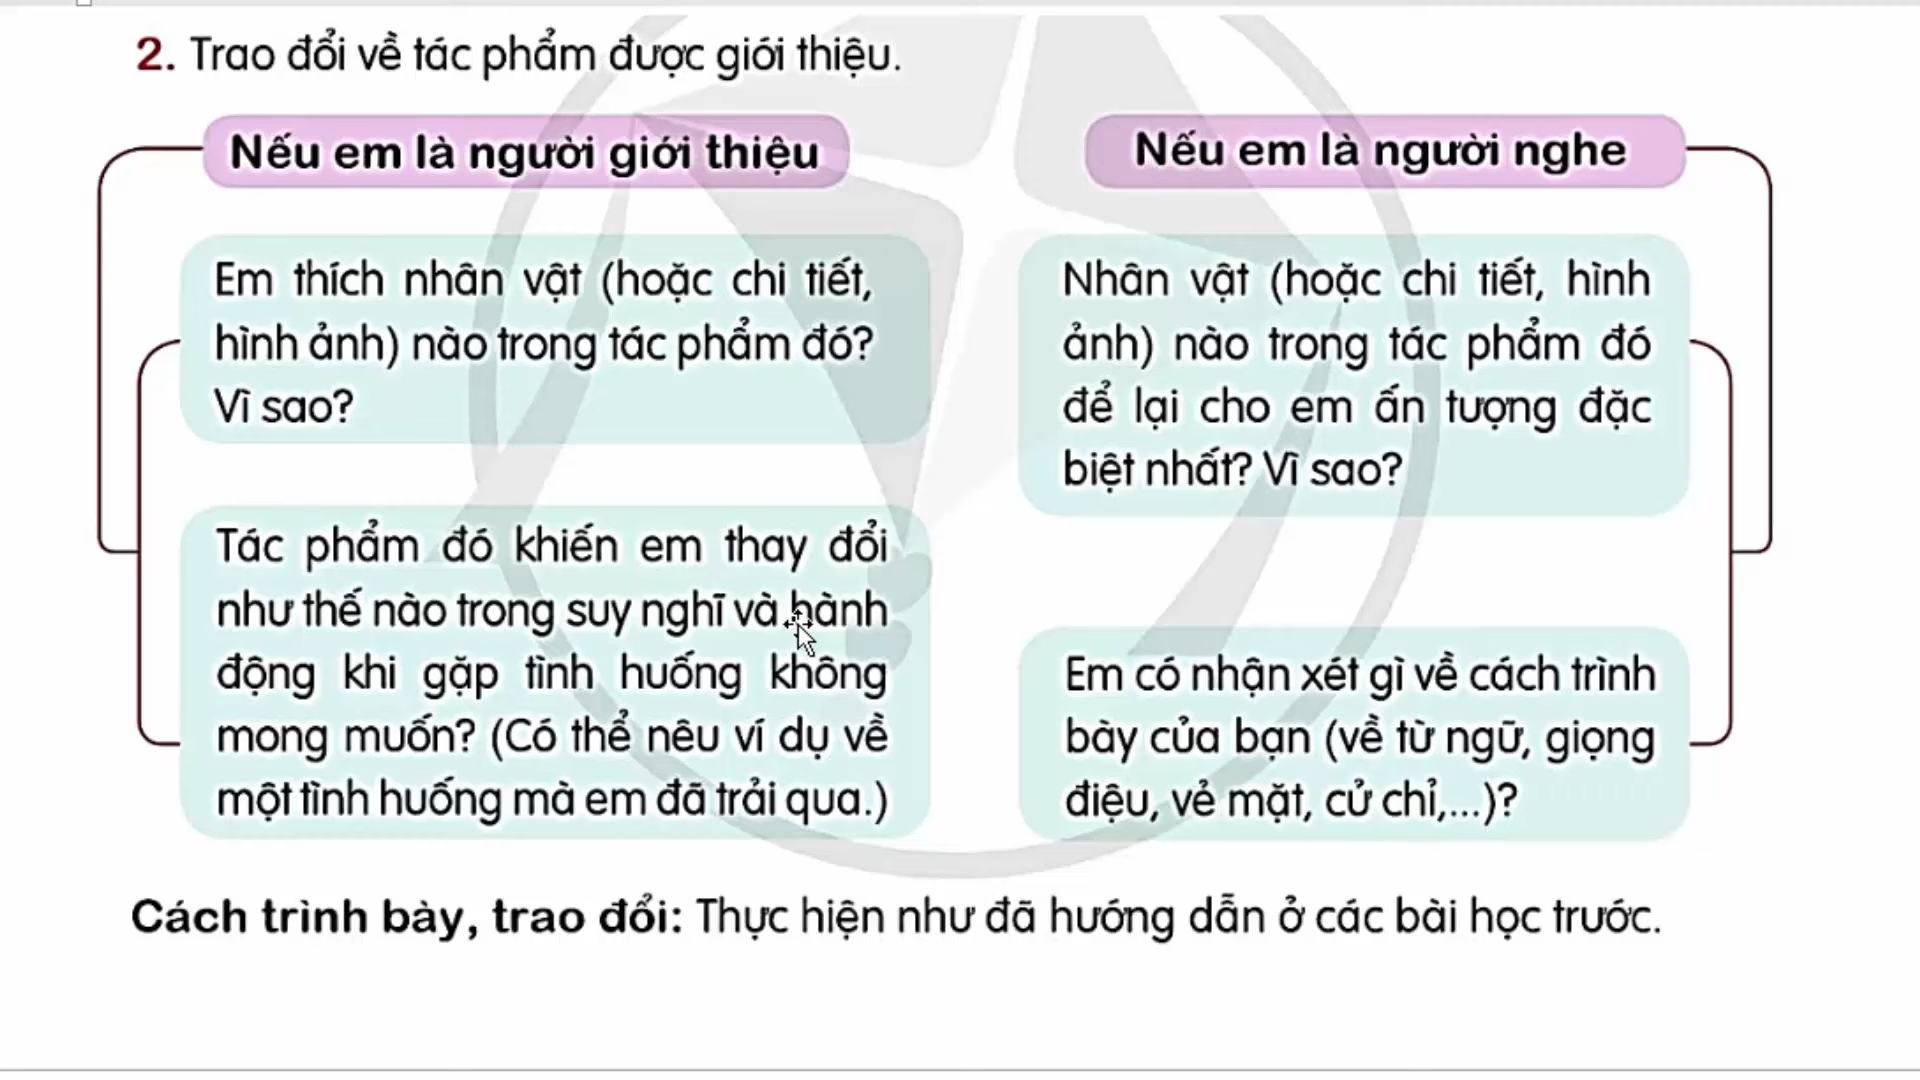 2. Trao đổi về tác phẩm được giới thiệu.
Nếu em là người giới thiệu
Em thích nhân vật (hoặc chi tiết,
hình ảnh) nào trong tác phẩm đó?
Vì sao?
Tác phẩm đó khiến em thay đổi
như thế nào trong suy nghĩ và hành
động khi gặp tình huống không
mong muốn? (Có thể nêu ví dụ về
một tình huống mà em đã trải qua.)
Nếu em là người nghe
Nhân vật (hoặc chi tiết, hình
ảnh) nào trong tác phẩm đó
để lại cho em ấn tượng đặc
biệt nhất? Vì sao?
Em có nhận xét gì về cách trình
bày của bạn (về từ ngữ, giọng
điệu, vẻ mặt, cử chỉ,...)?
Cách trình bày, trao đổi: Thực hiện như đã hướng dẫn ở các bài học trước.